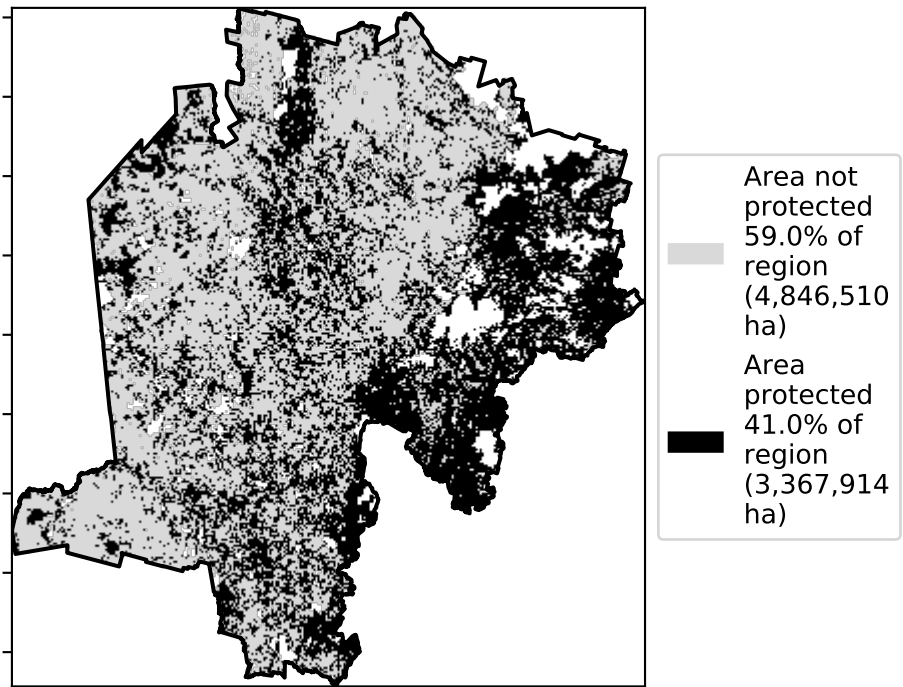 Area not
protected
59.0% of
region
(4,846,510
ha)
Area
protected
41.0% of
region
(3,367,914
ha)